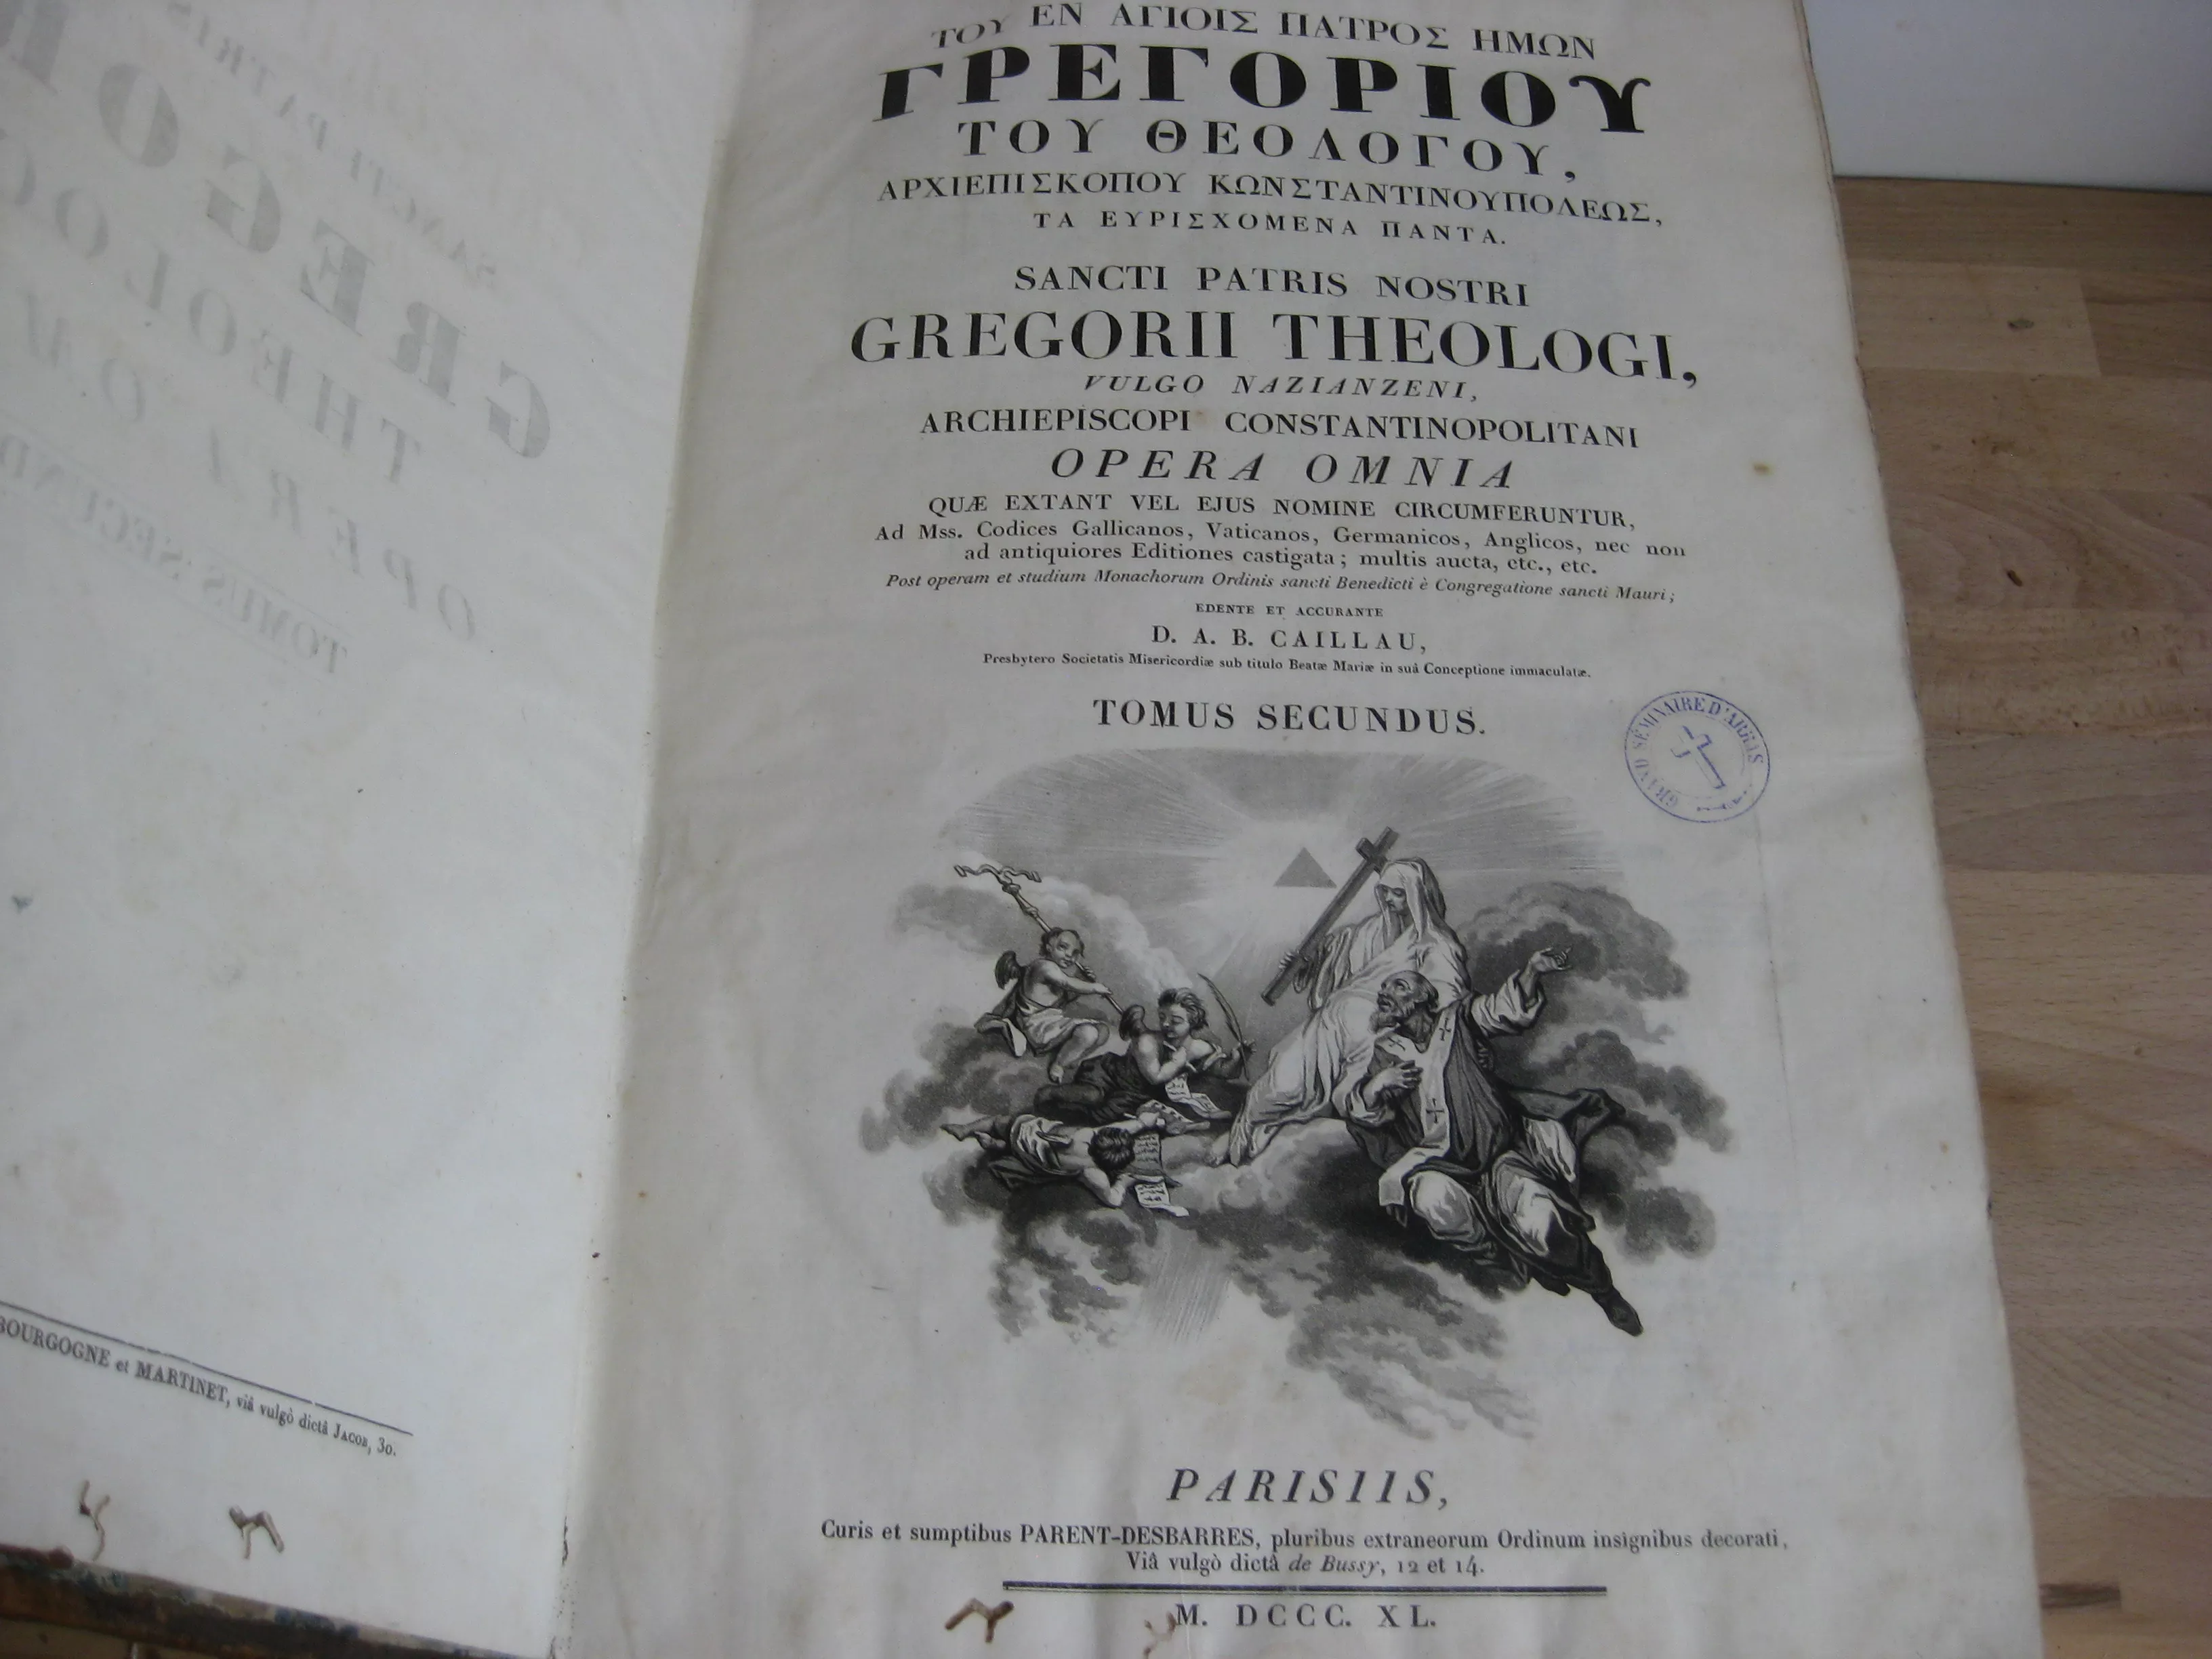 ΤΟΥ ΕΝ ΑΓΙΟΙΣ ΠΑΤΡΟΣ ΗΜΩΝ
ΓΡΕΓΟΡΙΟΥ
ΤΟΥ ΘΕΟΛΟΓΟΥ,
ΑΡΧΙΕΠΙΣΚΟΠΟΥ ΚΩΝΣΤΑΝΤΙΝΟΥΠΟΛΕΩΣ,
ΤΑ ΕΥΡΙΣΧΟΜΕΝΑ ΠΑΝΤΑ.
SANCTI PATRIS NOSTRI
GREGORII THEOLOGI,
VULGO NAZIANZENI,
ARCHIEPISCOPI CONSTANTINOPOLITANI
OPERA OMNIA
QUÆ EXTANT VEL EJUS NOMINE CIRCUMFERUNTUR,
Ad Mss. Codices Gallicanos, Vaticanos, Germanicos, Anglicos, nec non
ad antiquiores Editiones castigata; multis aucta, etc., etc.
Post operam et studium Monachorum Ordinis sancti Benedicti è Congregatione sancti Mauri;
EDENTE ET ACCURANTE
D. A. B. CAILLAU,
Presbytero Societatis Misericordiæ sub titulo Beatæ Mariæ in suâ Conceptione immaculatæ.
TOMUS SECUNDUS.
GRAND SÉMINAIRE D'ARRAS
PARISIIS,
Curis et sumptibus PARENT-DESBARRES, pluribus extraneorum Ordinum insignibus decorati,
Viâ vulgò dictâ de Bussy, 12 et 14.
M. DCCC. XL.
BOURGOGNE et MARTINET, viâ vulgò dictâ JACOB, 30.